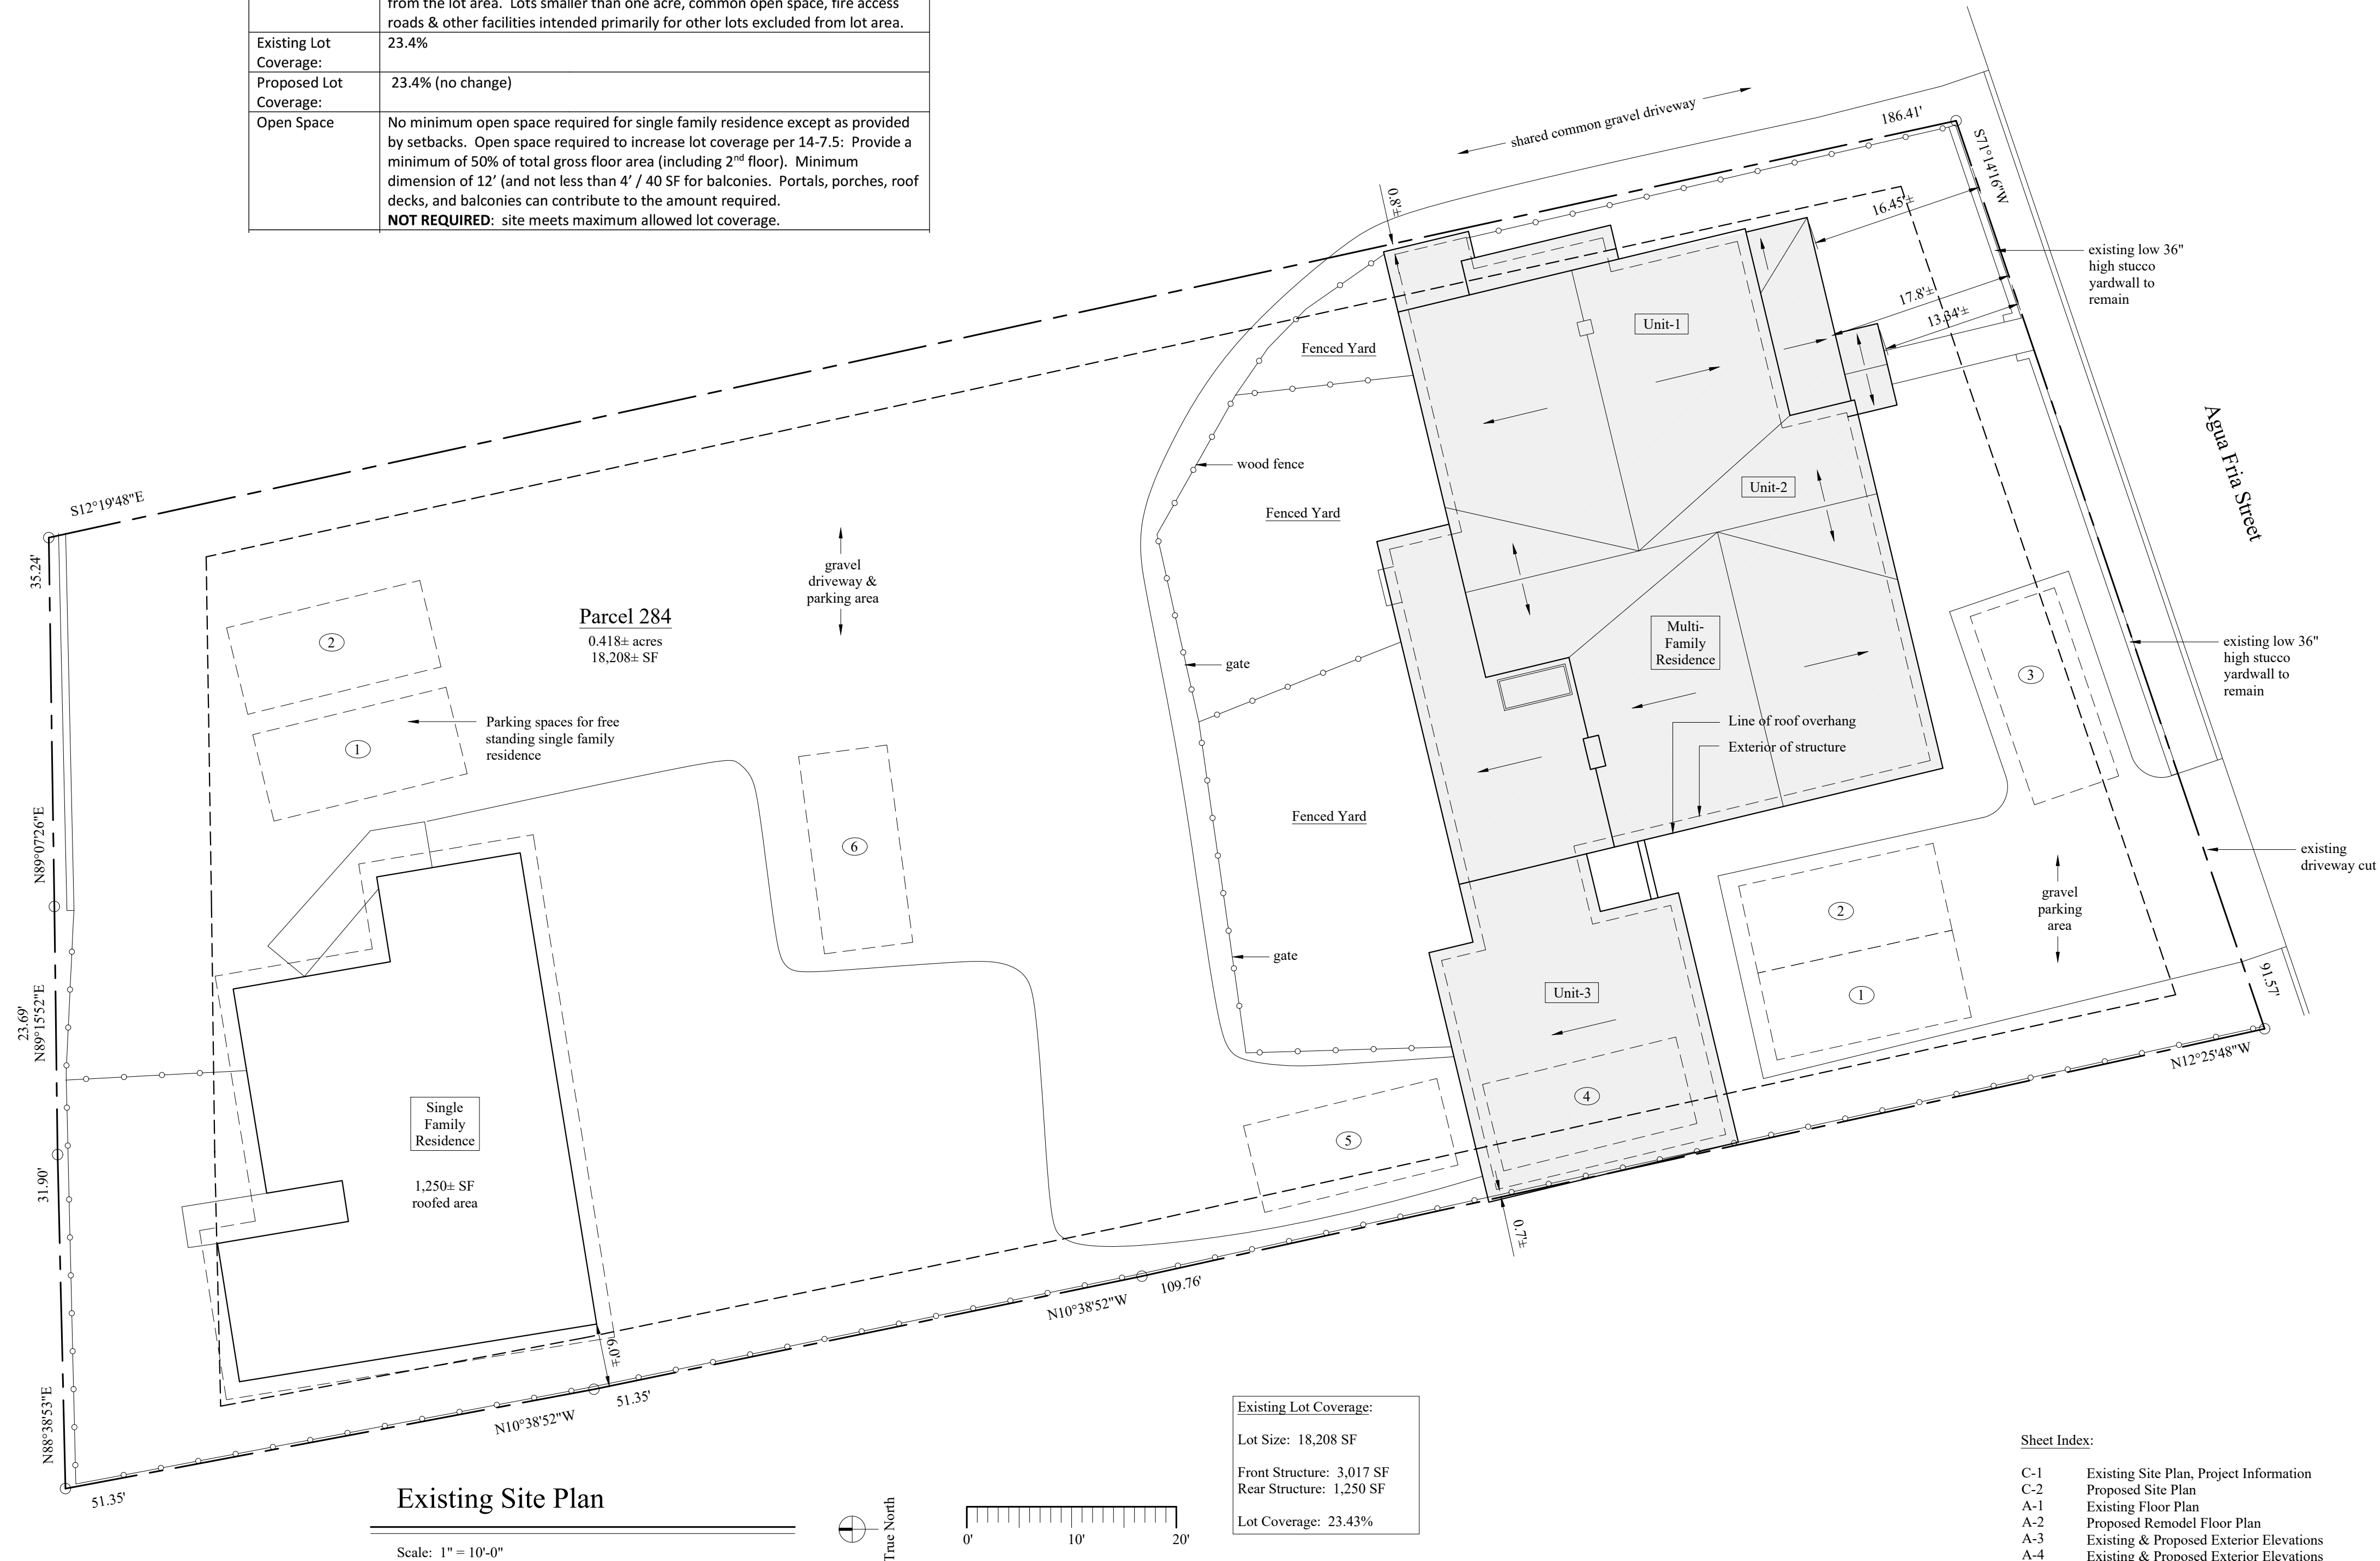 from the lot area. Lots smaller than one acre, common open space, fire access
roads & other facilities intended primarily for other lots excluded from lot area.
Existing Lot
Coverage:
23.4%
Proposed Lot
Coverage:
23.4% (no change)
Open Space
No minimum open space required for single family residence except as provided
by setbacks. Open space required to increase lot coverage per 14-7.5: Provide a
minimum of 50% of total gross floor area (including 2nd floor). Minimum
dimension of 12’ (and not less than 4’ / 40 SF for balconies. Portals, porches, roof
decks, and balconies can contribute to the amount required.
NOT REQUIRED: site meets maximum allowed lot coverage.
shared common gravel driveway
186.41'
S71°14'16"W
0.8'±
16.45'±
existing low 36"
high stucco
yardwall to
remain
17.8'±
13.34'±
Unit-1
Fenced Yard
wood fence
Fenced Yard
Unit-2
Agua Fria Street
S12°19'48"E
35.24'
gravel
driveway &
parking area
Parcel 284
0.418± acres
18,208± SF
2
1
Parking spaces for free
standing single family
residence
gate
Multi-
Family
Residence
3
existing low 36"
high stucco
yardwall to
remain
Line of roof overhang
Exterior of structure
Fenced Yard
6
N89°07'26"E
existing
driveway cut
gravel
parking
area
2
1
gate
Unit-3
91.57'
23.69'
N89°15'52"E
N12°25'48"W
4
5
Single
Family
Residence
1,250± SF
roofed area
31.90'
0.7'±
109.76'
N10°38'52"W
9.0'±
51.35'
N10°38'52"W
N88°38'53"E
51.35'
Existing Site Plan
Scale: 1" = 10'-0"
True North
0'
10'
20'
Existing Lot Coverage:
Lot Size: 18,208 SF
Front Structure: 3,017 SF
Rear Structure: 1,250 SF
Lot Coverage: 23.43%
Sheet Index:
C-1 Existing Site Plan, Project Information
C-2 Proposed Site Plan
A-1 Existing Floor Plan
A-2 Proposed Remodel Floor Plan
A-3 Existing & Proposed Exterior Elevations
A-4 Existing & Proposed Exterior Elevations